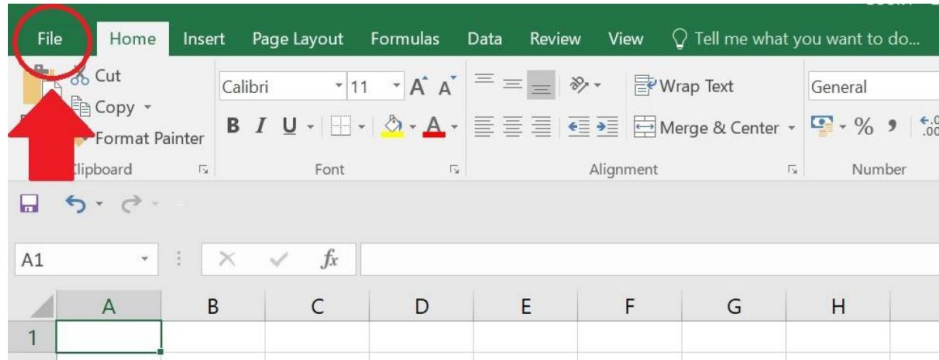 File Home Insert Page Layout Formulas Data Review View Tell me what you want to do...
Cut
Calibri 11 A A Wrap Text General
Copy
B I U A Merge & Center % ,
Format Painter
Clipboard Font Alignment Number
A1 fx
A B C D E F G H
1